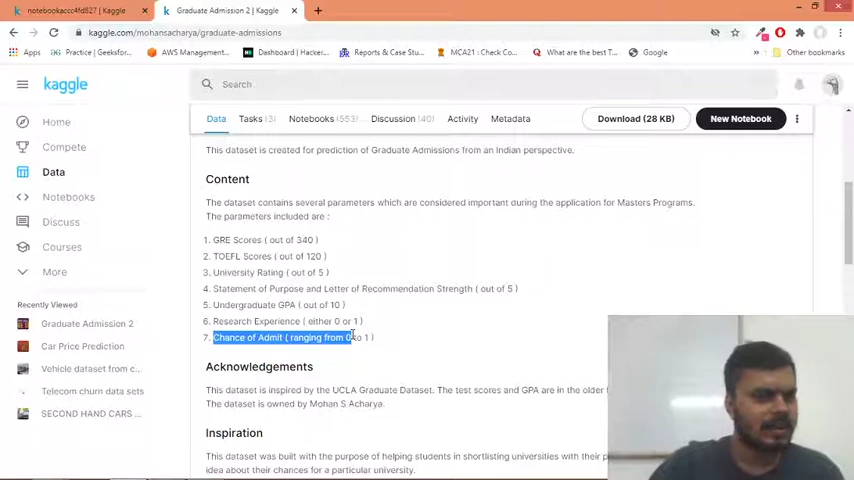 notebookaccc4fd827 | Kaggle
Graduate Admission 2 | Kaggle
kaggle.com/mohansacharya/graduate-admissions
Apps
Practice | Geeksfor...
AWS Management...
Dashboard | Hacker...
Reports & Case Stu...
MCA21 : Check Co...
What are the best T...
Google
Other bookmarks
kaggle
Search
Data
Tasks (3)
Notebooks (553)
Discussion (40)
Activity
Metadata
Download (28 KB)
New Notebook
Home
Compete
Data
Notebooks
Discuss
Courses
More
Recently Viewed
Graduate Admission 2
Car Price Prediction
Vehicle dataset from c...
Telecom churn data sets
SECOND HAND CARS ...
This dataset is created for prediction of Graduate Admissions from an Indian perspective.
Content
The dataset contains several parameters which are considered important during the application for Masters Programs.
The parameters included are :
1. GRE Scores ( out of 340 )
2. TOEFL Scores ( out of 120 )
3. University Rating ( out of 5 )
4. Statement of Purpose and Letter of Recommendation Strength ( out of 5 )
5. Undergraduate GPA ( out of 10 )
6. Research Experience ( either 0 or 1 )
7. Chance of Admit ( ranging from 0 to 1 )
Acknowledgements
This dataset is inspired by the UCLA Graduate Dataset. The test scores and GPA are in the older f
The dataset is owned by Mohan S Acharya.
Inspiration
This dataset was built with the purpose of helping students in shortlisting universities with their p
idea about their chances for a particular university.